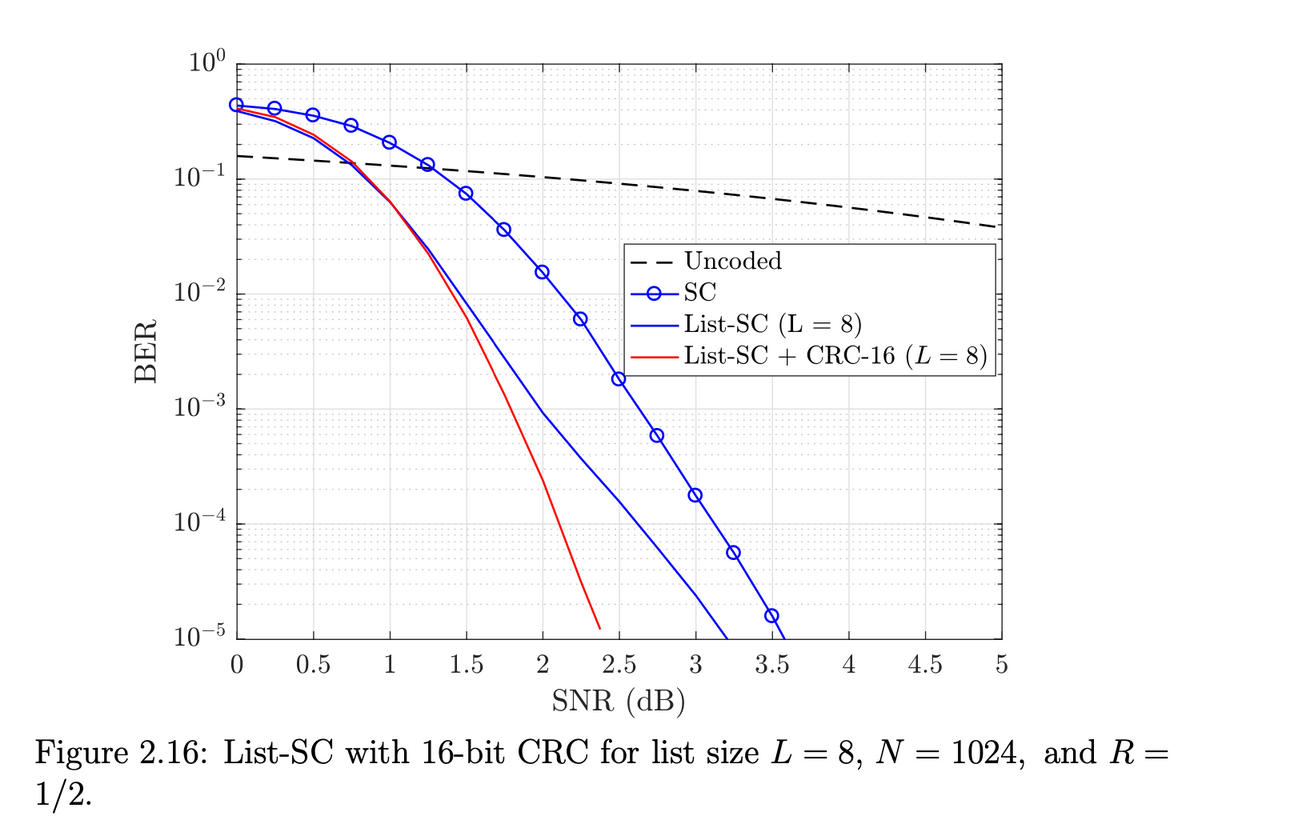 10^0
10^{-1}
10^{-2}
10^{-3}
10^{-4}
10^{-5}
BER
0 0.5 1 1.5 2 2.5 3 3.5 4 4.5 5
SNR (dB)
Uncoded
SC
List-SC (L = 8)
List-SC + CRC-16 (L = 8)
Figure 2.16: List-SC with 16-bit CRC for list size L = 8, N = 1024, and R =
1/2.